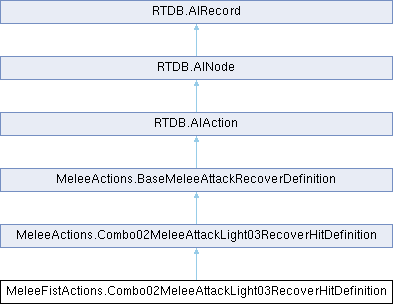 RTDB.AIRecord
RTDB.AINode
RTDB.AIAction
MeleeActions.BaseMeleeAttackRecoverDefinition
MeleeActions.Combo02MeleeAttackLight03RecoverHitDefinition
MeleeFistActions.Combo02MeleeAttackLight03RecoverHitDefinition